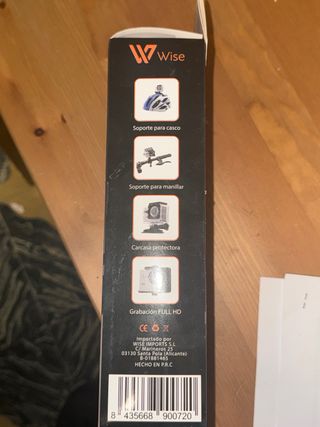 Wise
Soporte para casco
Soporte para manillar
Carcasa protectora
Grabación FULL HD
Importado por
WISE IMPORTS S.L
C/ Marineros 25
03130 Santa Pola (Alicante)
B-01881465
HECHO EN P.R.C
8 435668 900720